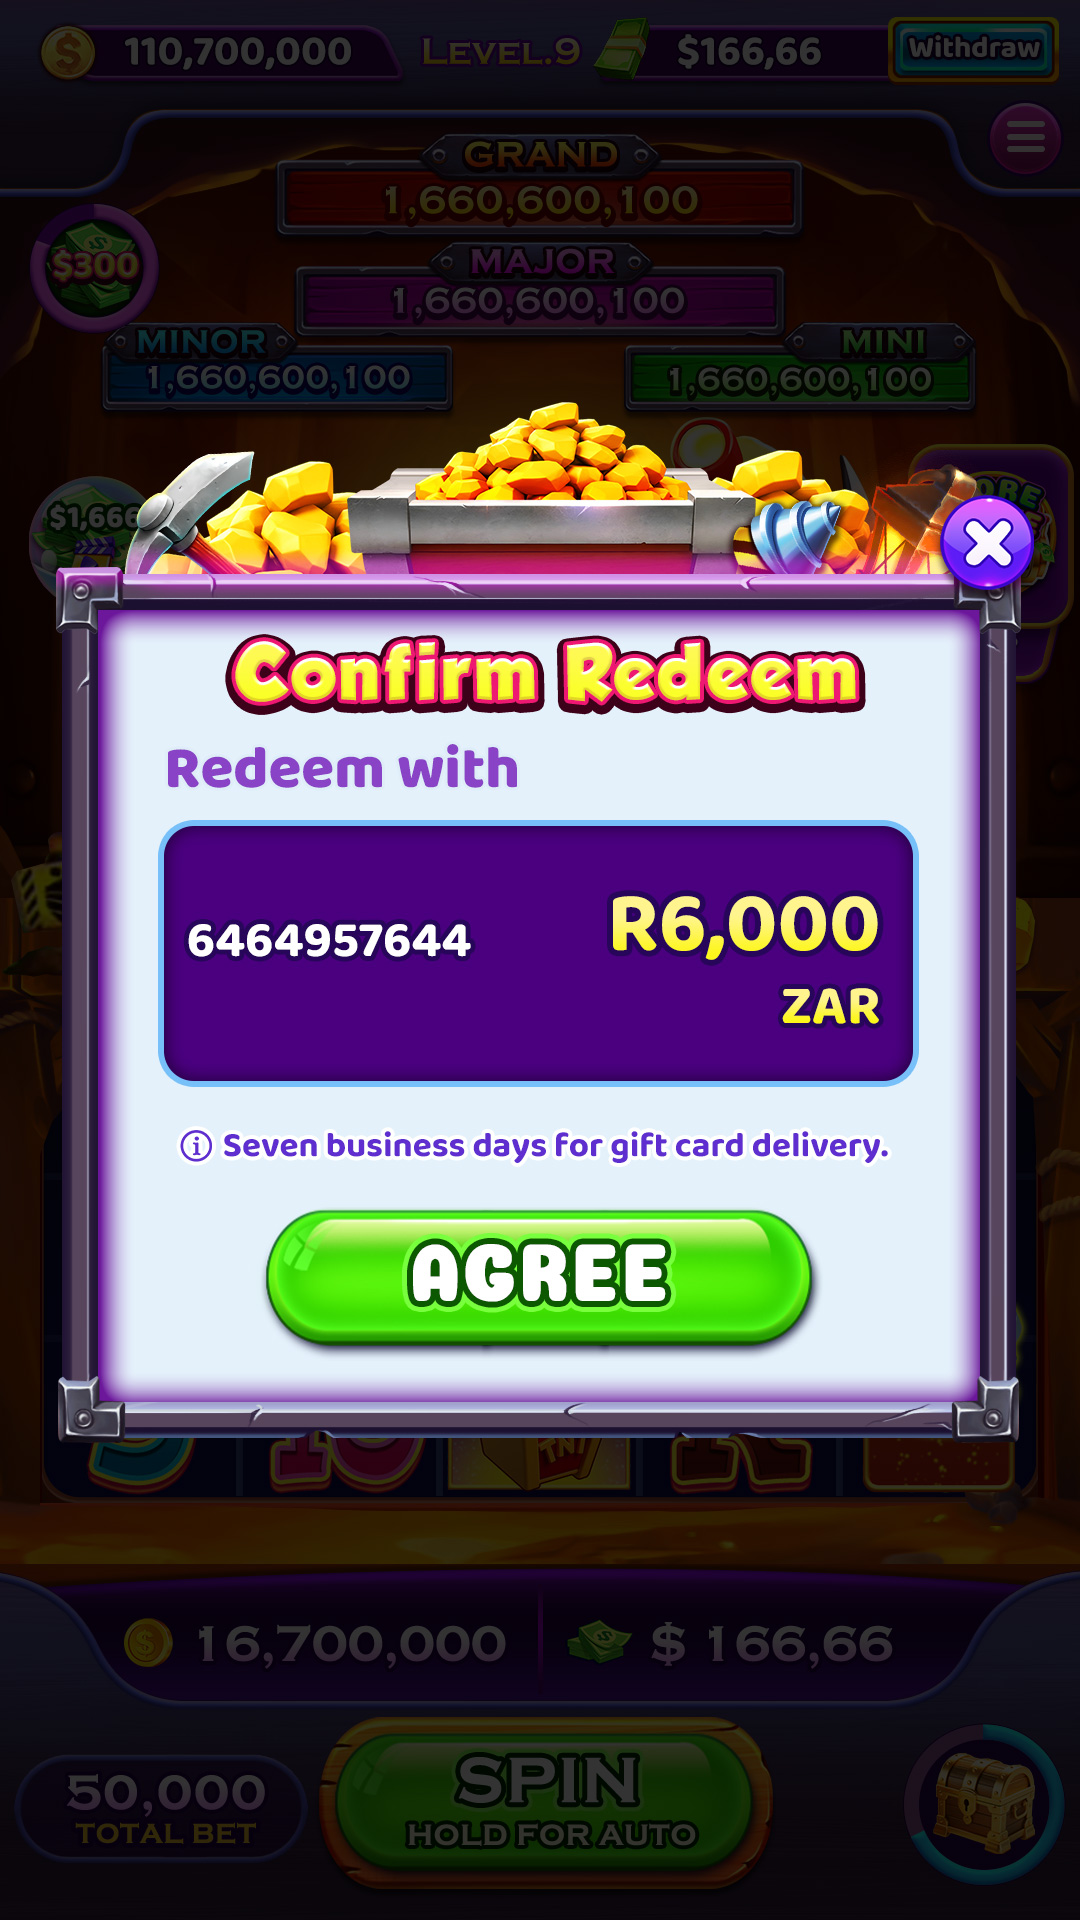 110,700,000 LEVEL.9 $166,66 Withdraw
GRAND
1,660,600,100
$300
MAJOR
1,660,600,100
MINOR MINI
1,660,600,100 1,660,600,100
Confirm Redeem
Redeem with
6464957644 R6,000
ZAR
Seven business days for gift card delivery.
AGREE
TNT
16,700,000 $ 166,66
50,000
TOTAL BET
SPIN
HOLD FOR AUTO